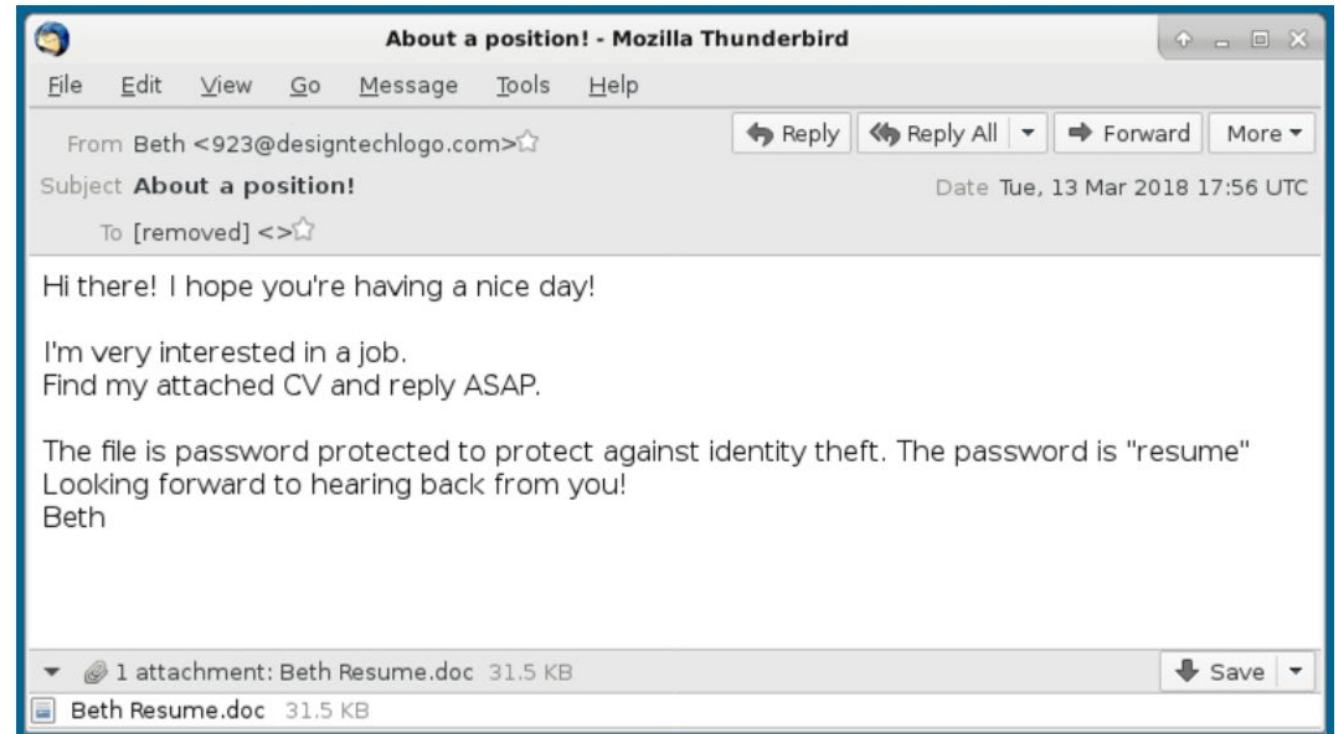 About a position! - Mozilla Thunderbird
File Edit View Go Message Tools Help
From Beth <923@designtechlogo.com>
Reply Reply All Forward More
Subject About a position!
Date Tue, 13 Mar 2018 17:56 UTC
To [removed] <>
Hi there! I hope you're having a nice day!
I'm very interested in a job.
Find my attached CV and reply ASAP.
The file is password protected to protect against identity theft. The password is "resume"
Looking forward to hearing back from you!
Beth
1 attachment: Beth Resume.doc 31.5 KB
Save
Beth Resume.doc 31.5 KB